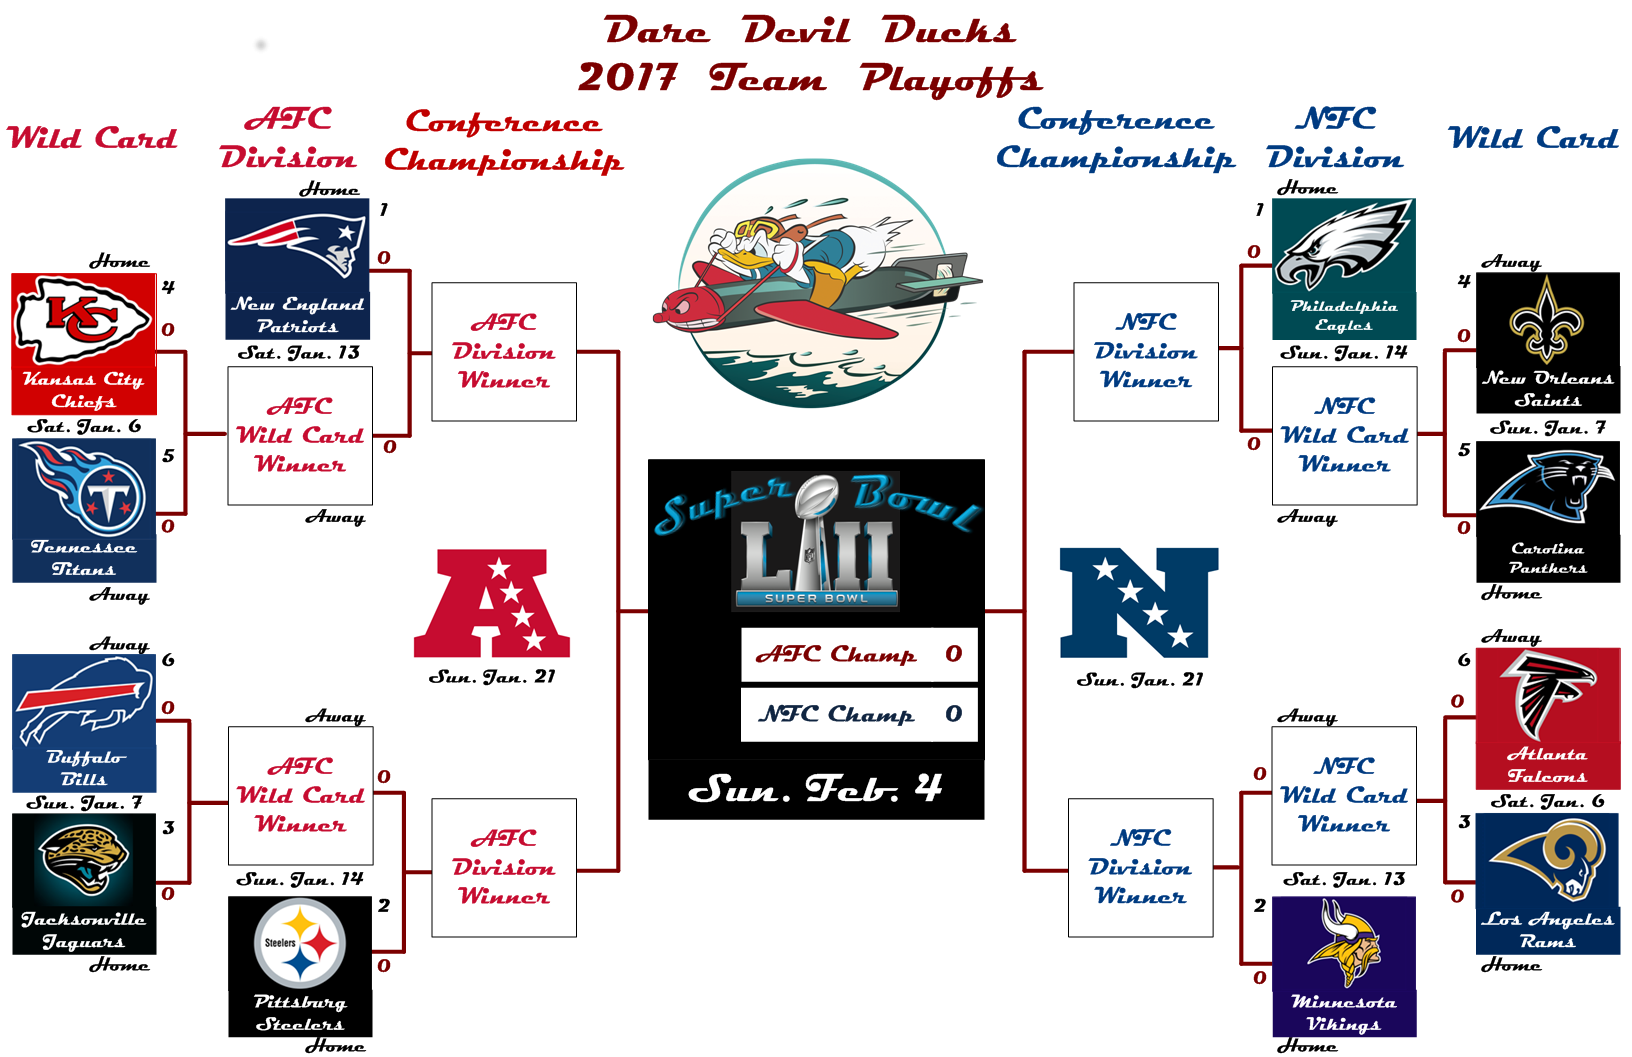 Dare Devil Ducks
2017 Team Playoffs
Wild Card
AFC
Division
Conference
Championship
Conference
Championship
NFC
Division
Wild Card
Home
1
0
New England
Patriots
Sat. Jan. 13
AFC
Wild Card
Winner
0
Away
Home
4
0
KC
Kansas City
Chiefs
Sat. Jan. 6
5
T
0
Tennessee
Titans
Away
Away
6
0
Buffalo
Bills
Sun. Jan. 7
3
0
Jacksonville
Jaguars
Home
Away
AFC
Wild Card
Winner
0
Sun. Jan. 14
2
Steelers
0
Pittsburg
Steelers
Home
AFC
Division
Winner
A
Sun. Jan. 21
AFC
Division
Winner
Super Bowl
LII
NFL
SUPER BOWL
AFC Champ 0
NFC Champ 0
Sun. Feb. 4
NFC
Division
Winner
N
Sun. Jan. 21
NFC
Division
Winner
Home
1
0
Philadelphia
Eagles
Sun. Jan. 14
NFC
Wild Card
Winner
0
Away
Away
NFC
Wild Card
Winner
0
Sat. Jan. 13
2
0
Minnesota
Vikings
Home
Away
4
0
New Orleans
Saints
Sun. Jan. 7
5
0
Carolina
Panthers
Home
Away
6
0
Atlanta
Falcons
Sat. Jan. 6
3
0
Los Angeles
Rams
Home